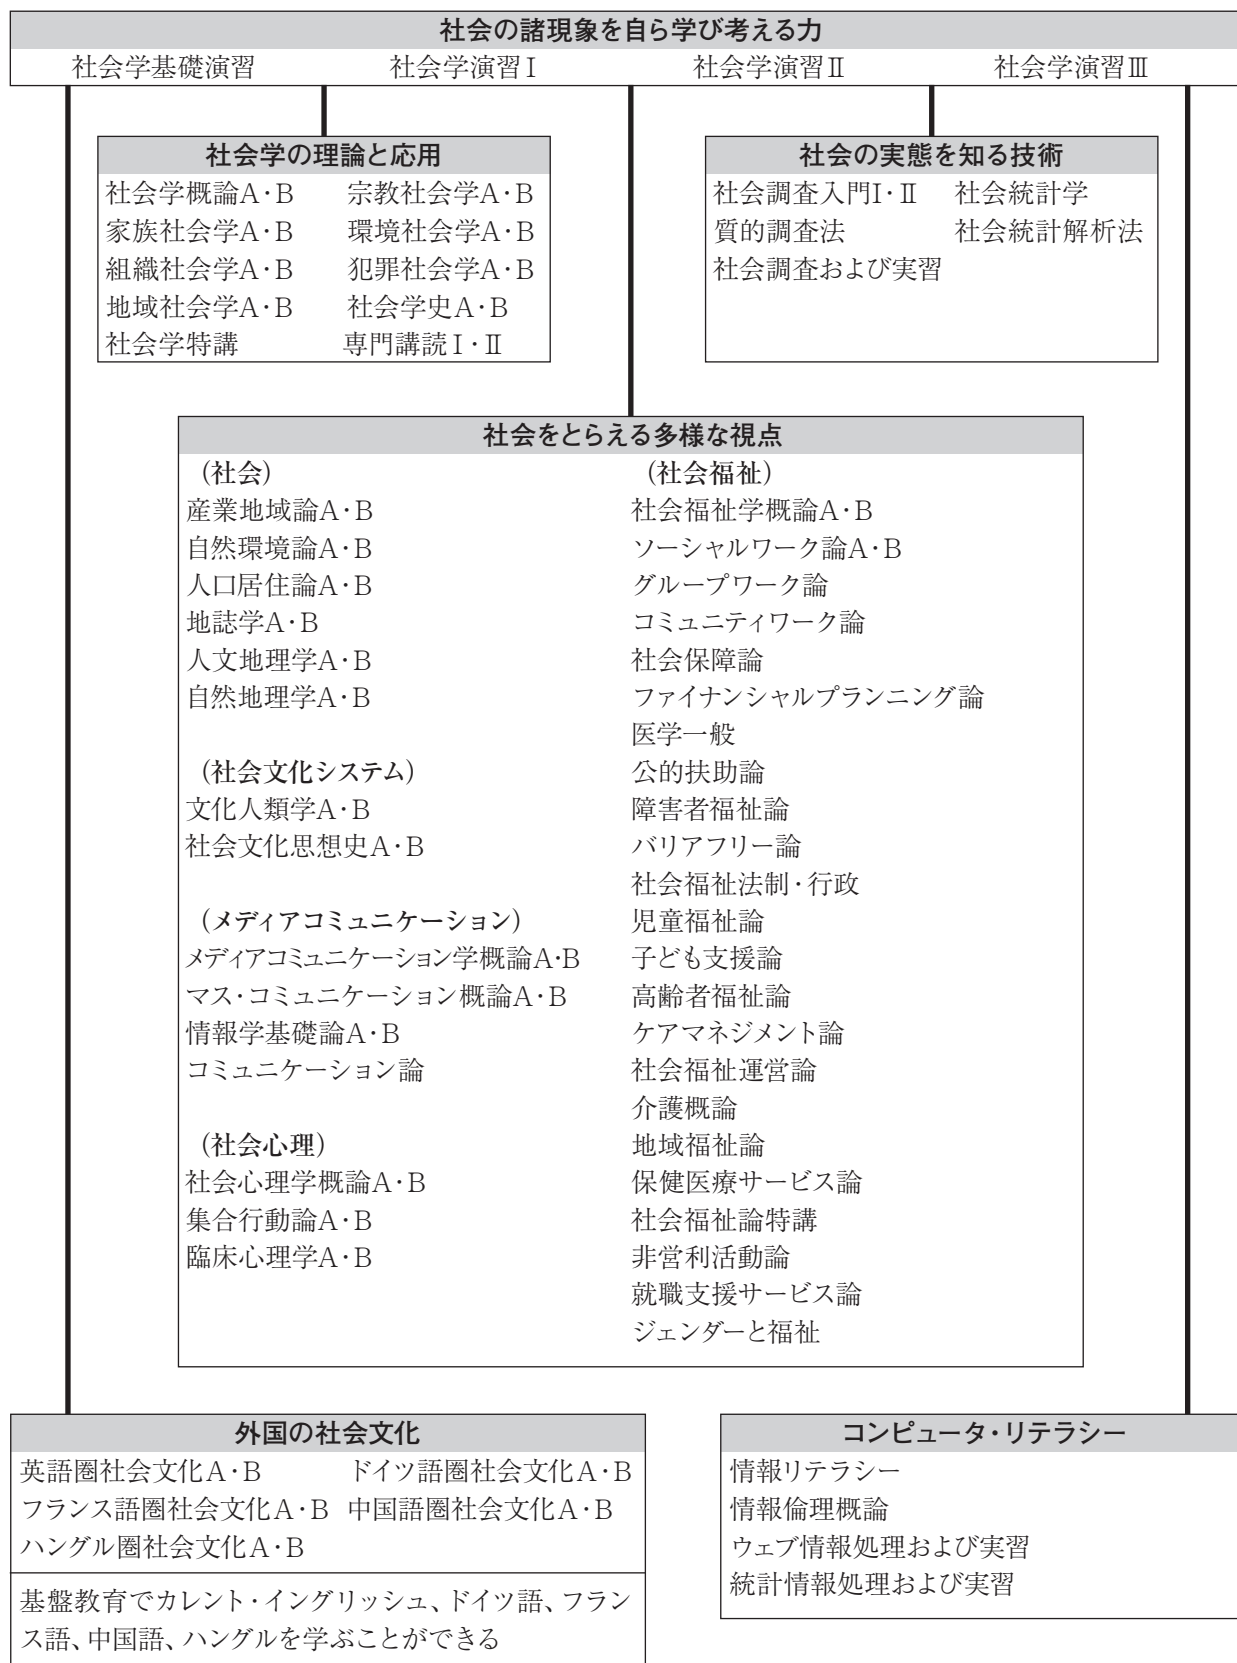 社会の諸現象を自ら学び考える力
社会学基礎演習 社会学演習Ⅰ 社会学演習Ⅱ 社会学演習Ⅲ
社会学の理論と応用
社会学概論A・B 宗教社会学A・B
家族社会学A・B 環境社会学A・B
組織社会学A・B 犯罪社会学A・B
地域社会学A・B 社会学史A・B
社会学特講 専門講読Ⅰ・Ⅱ
社会の実態を知る技術
社会調査入門I・Ⅱ 社会統計学
質的調査法 社会統計解析法
社会調査および実習
社会をとらえる多様な視点
（社会）
産業地域論A・B
自然環境論A・B
人口居住論A・B
地誌学A・B
人文地理学A・B
自然地理学A・B
（社会文化システム）
文化人類学A・B
社会文化思想史A・B
（メディアコミュニケーション）
メディアコミュニケーション学概論A・B
マス・コミュニケーション概論A・B
情報学基礎論A・B
コミュニケーション論
（社会心理）
社会心理学概論A・B
集合行動論A・B
臨床心理学A・B
（社会福祉）
社会福祉学概論A・B
ソーシャルワーク論A・B
グループワーク論
コミュニティワーク論
社会保障論
ファイナンシャルプランニング論
医学一般
公的扶助論
障害者福祉論
バリアフリー論
社会福祉法制・行政
児童福祉論
子ども支援論
高齢者福祉論
ケアマネジメント論
社会福祉運営論
介護概論
地域福祉論
保健医療サービス論
社会福祉論特講
非営利活動論
就職支援サービス論
ジェンダーと福祉
外国の社会文化
英語圏社会文化A・B ドイツ語圏社会文化A・B
フランス語圏社会文化A・B 中国語圏社会文化A・B
ハングル圏社会文化A・B
基盤教育でカレント・イングリッシュ、ドイツ語、フラン
ス語、中国語、ハングルを学ぶことができる
コンピュータ・リテラシー
情報リテラシー
情報倫理概論
ウェブ情報処理および実習
統計情報処理および実習